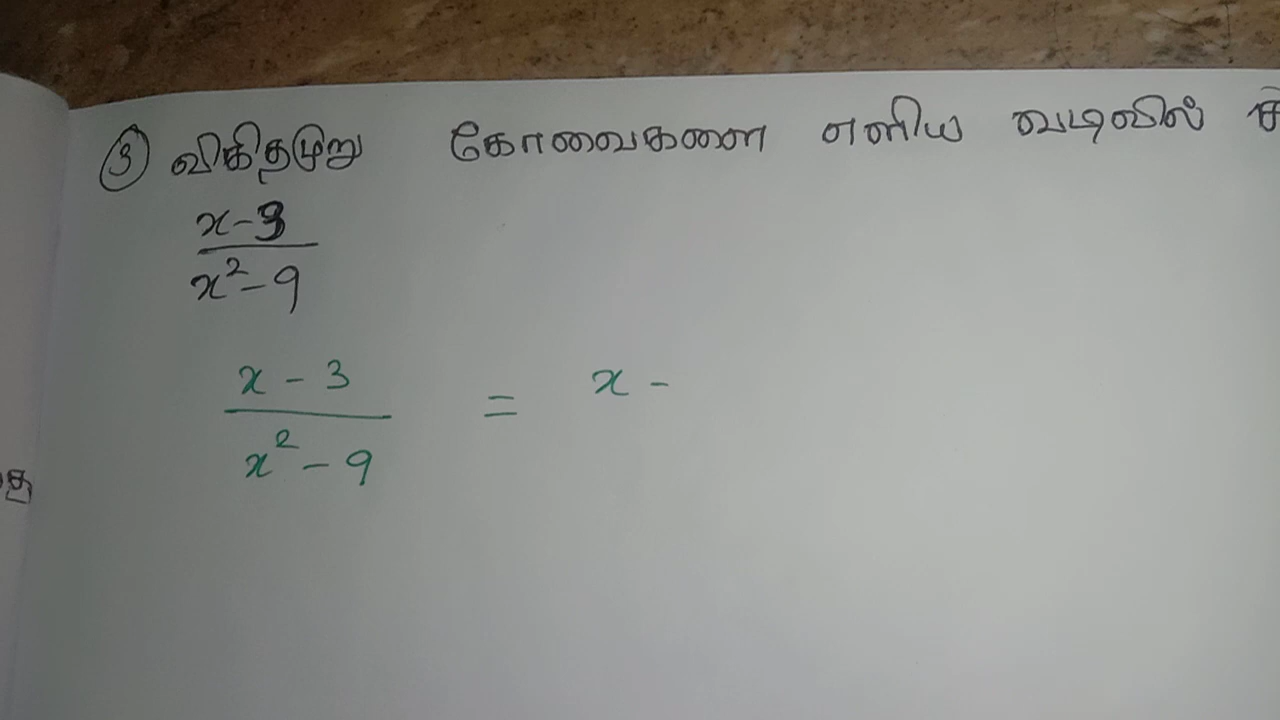 ③ விகிதமுறு கோவைகளை எளிய வடிவில்
x-3
x²-9
x - 3 = x -
x² - 9